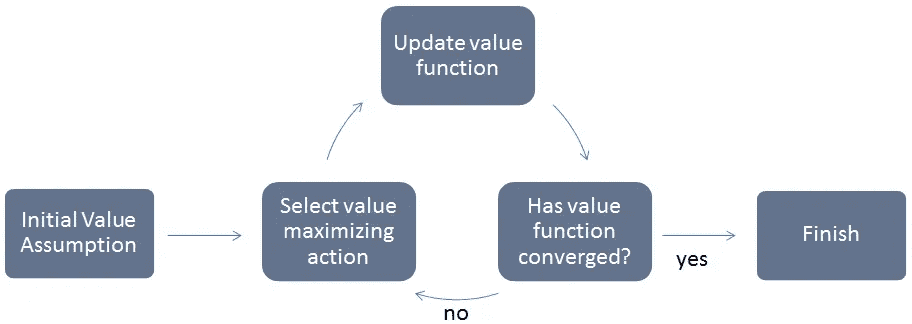 Update value
function
Initial Value
Assumption
Select value
maximizing
action
Has value
function
converged?
yes
Finish
no